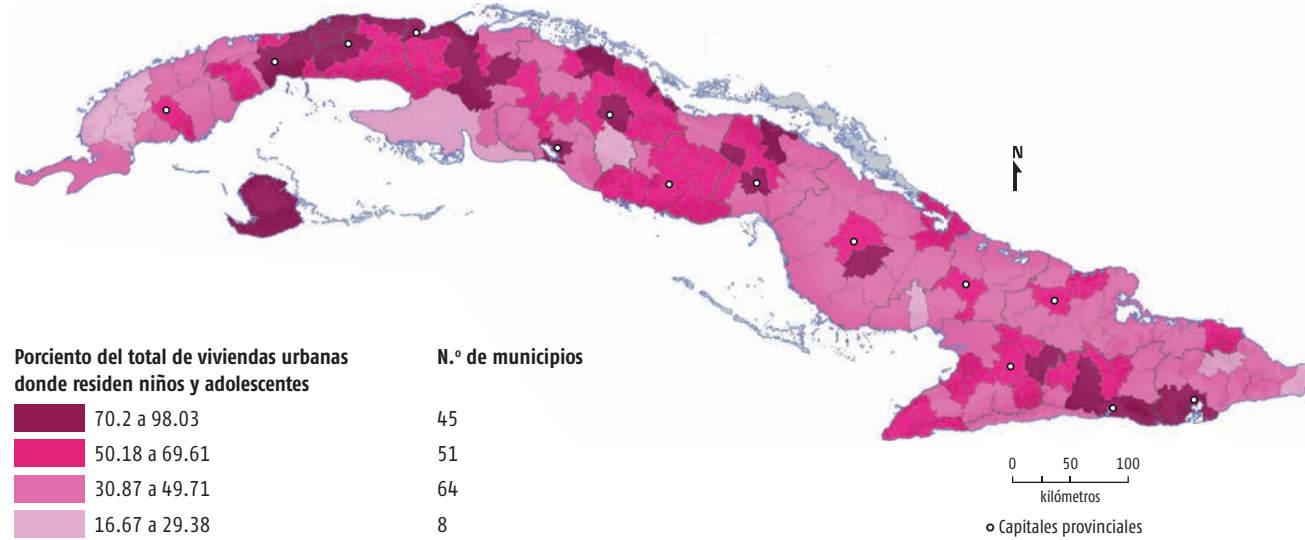 N
Porciento del total de viviendas urbanas
donde residen niños y adolescentes
N.º de municipios
70.2 a 98.03 45
50.18 a 69.61 51
30.87 a 49.71 64
16.67 a 29.38 8
0 50 100
kilómetros
Capitales provinciales